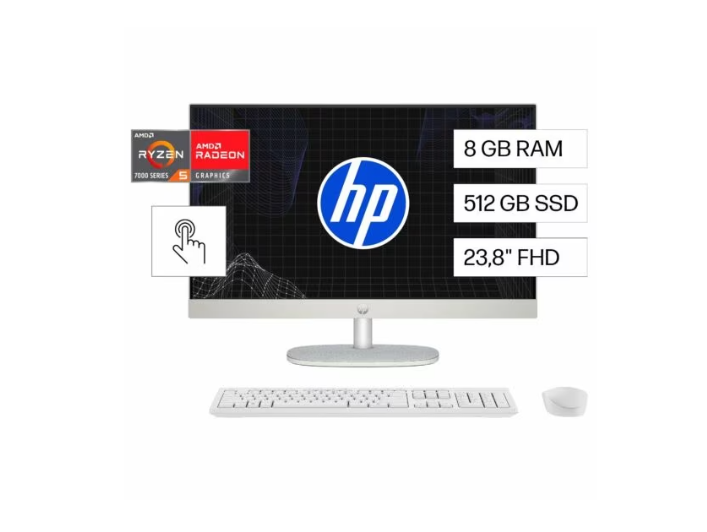 AMD
RYZEN
7000 SERIES 5
AMD
RADEON
GRAPHICS
hp
8 GB RAM
512 GB SSD
23,8" FHD